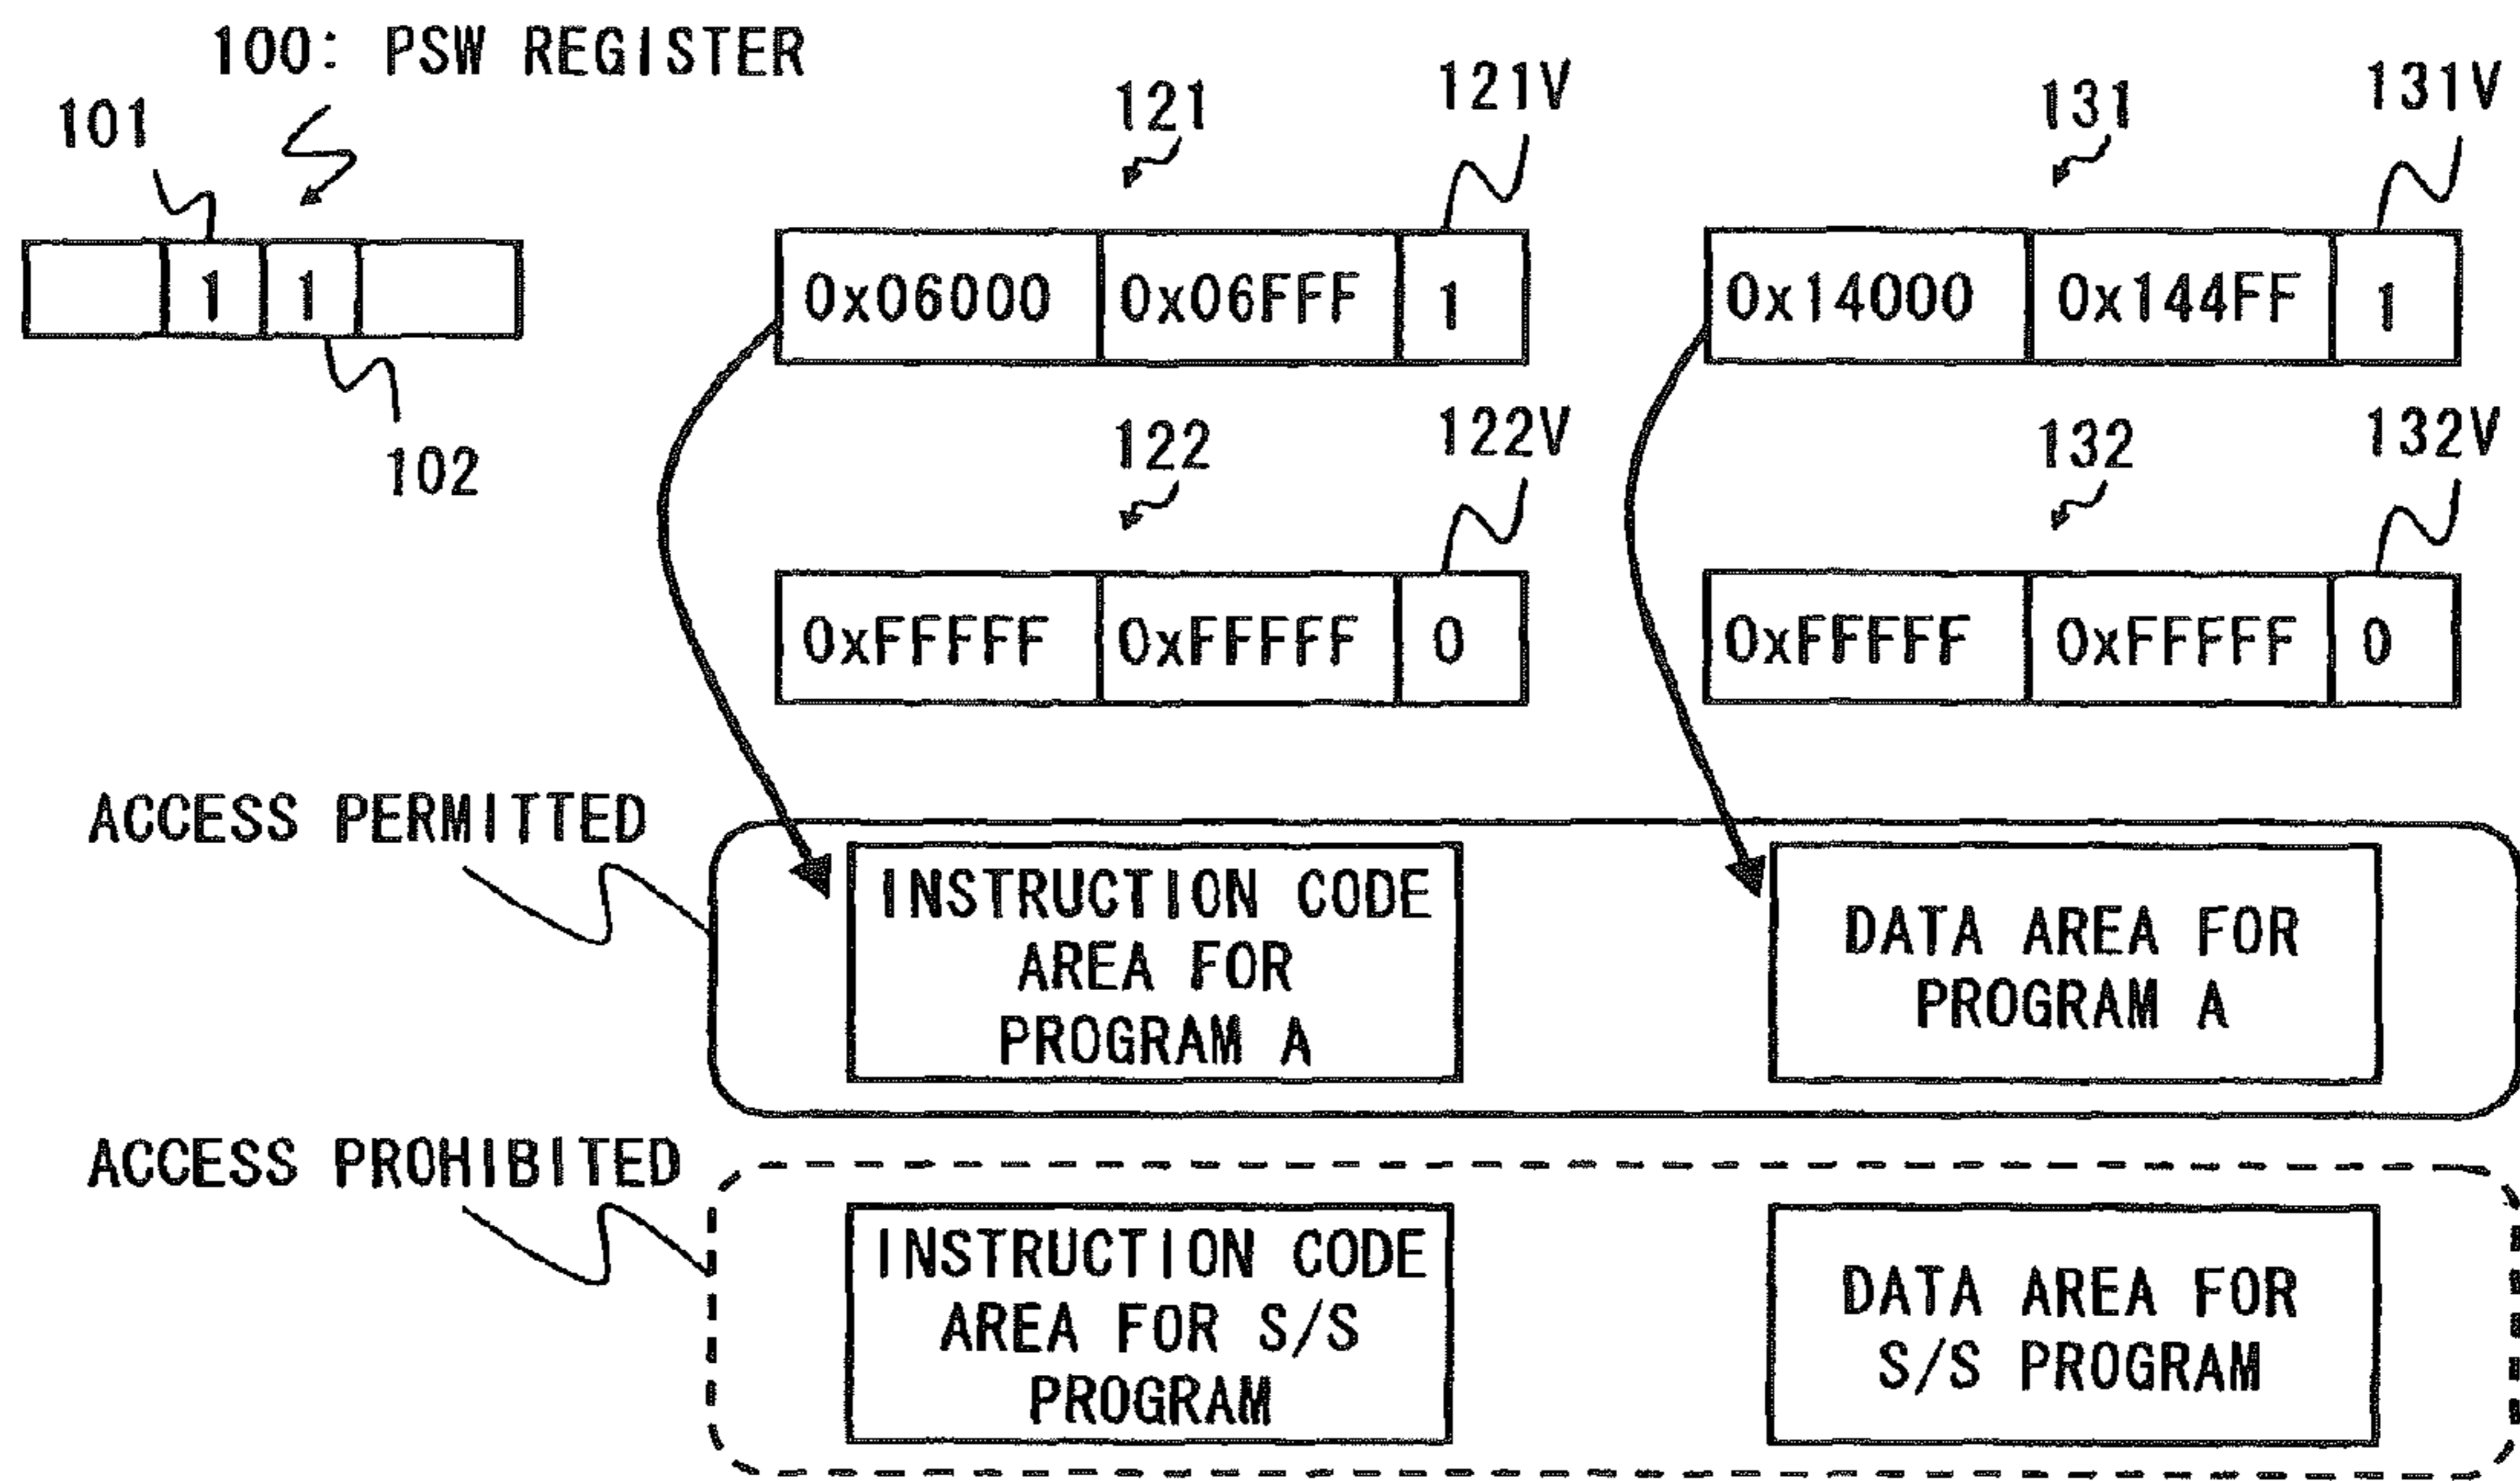 100: PSW REGISTER
101
121
121V
131
131V
1 1
0x06000 0x06FFF 1
0x14000 0x144FF 1
102
122
122V
132
132V
0xFFFFF 0xFFFFF 0
0xFFFFF 0xFFFFF 0
ACCESS PERMITTED
INSTRUCTION CODE
AREA FOR
PROGRAM A
DATA AREA FOR
PROGRAM A
ACCESS PROHIBITED
INSTRUCTION CODE
AREA FOR S/S
PROGRAM
DATA AREA FOR
S/S PROGRAM